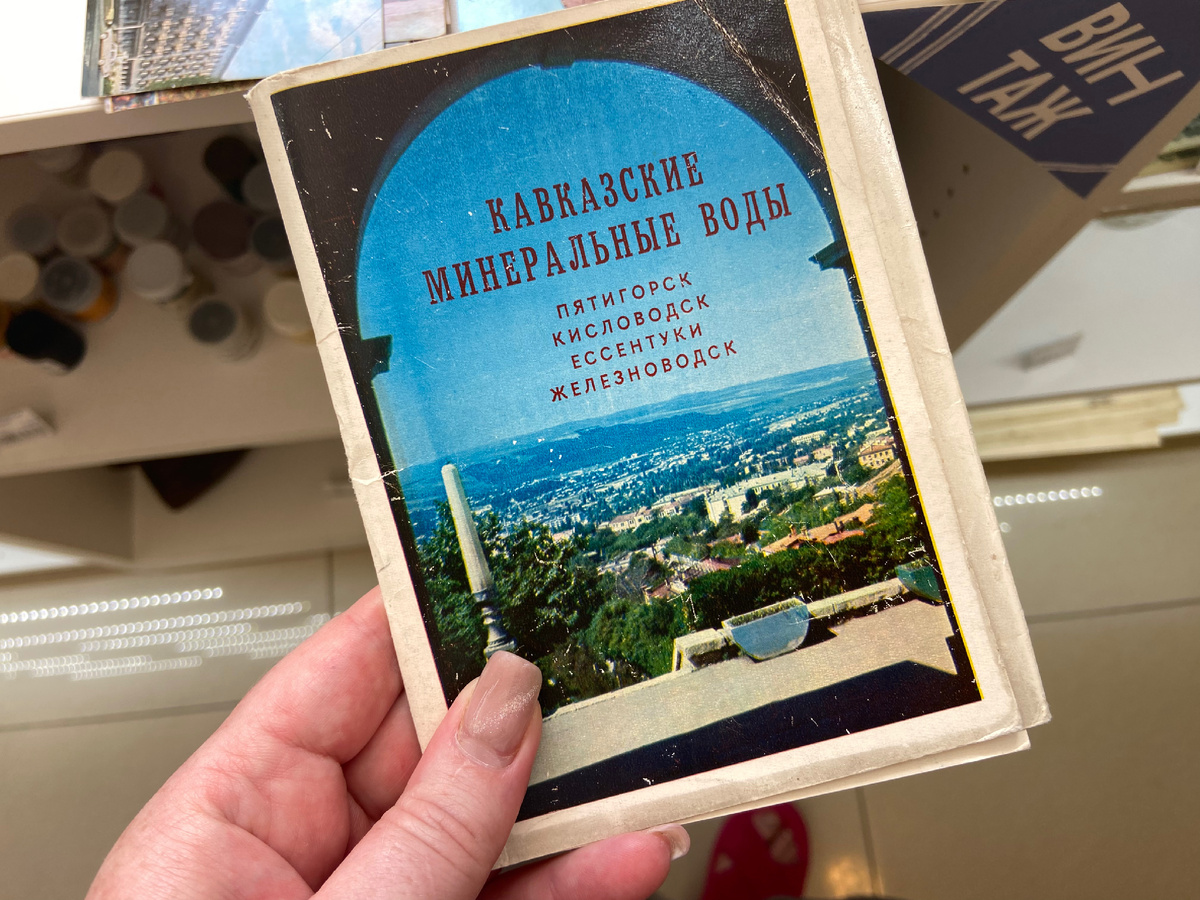 КАВКАЗСКИЕ
МИНЕРАЛЬНЫЕ ВОДЫ
ПЯТИГОРСК
КИСЛОВОДСК
ЕССЕНТУКИ
ЖЕЛЕЗНОВОДСК
ВИН
ТАЖ